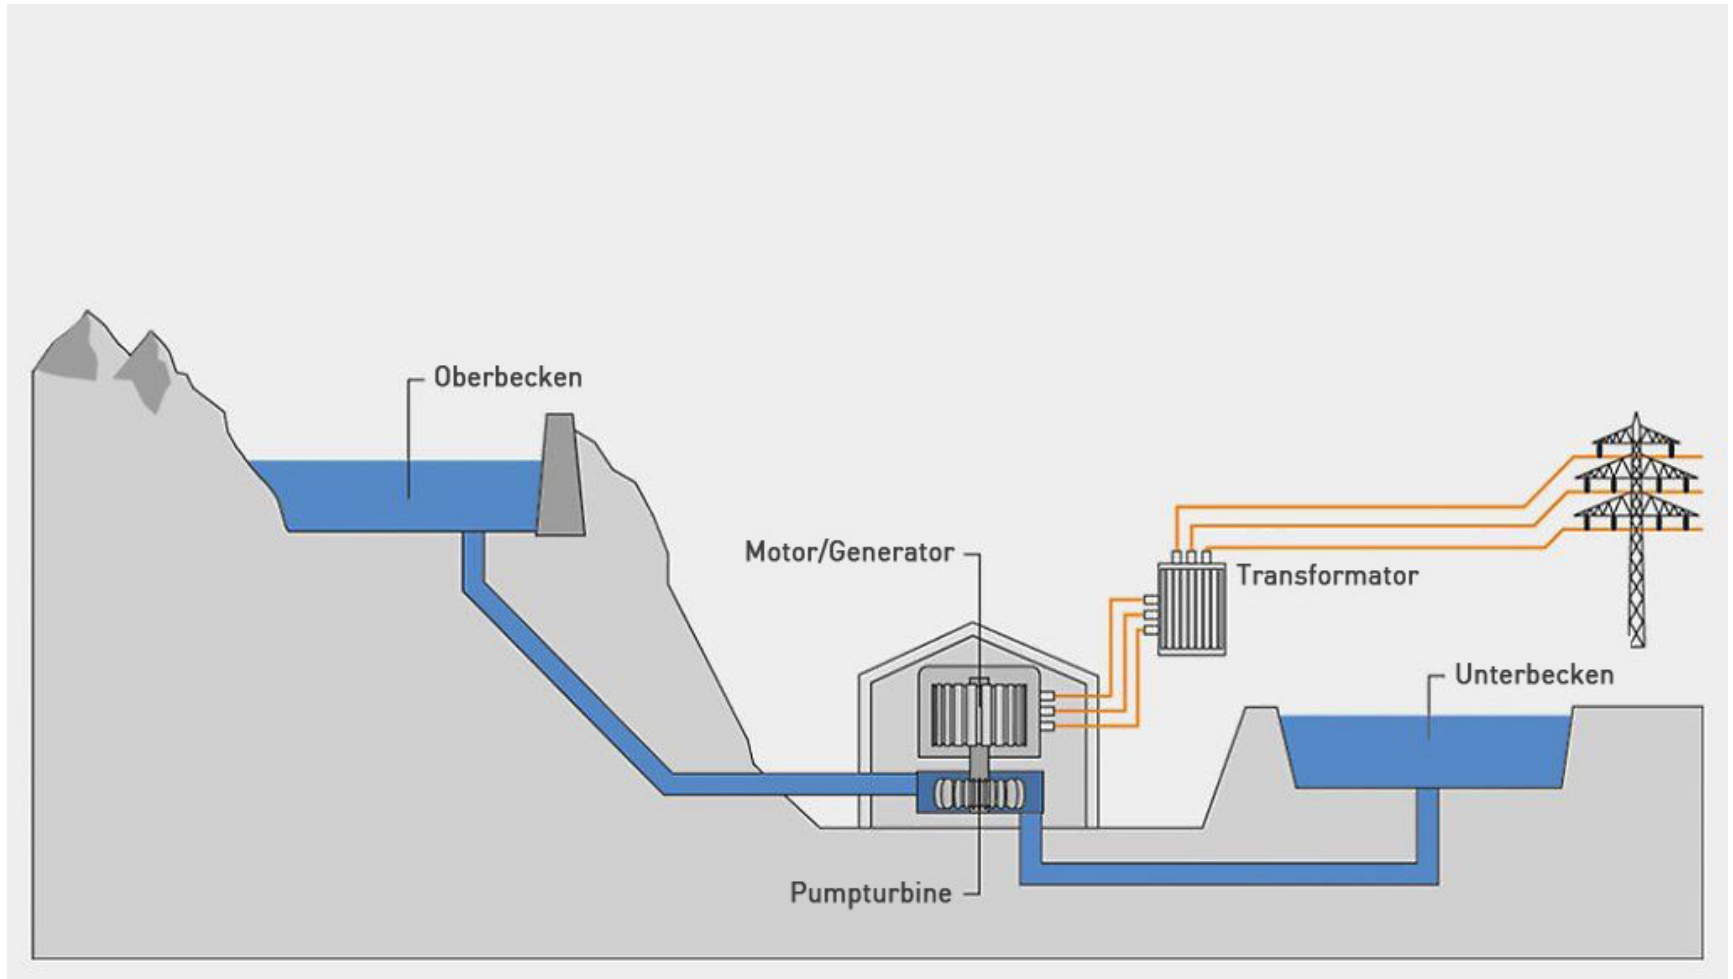 Oberbecken
Motor/Generator
Transformator
Unterbecken
Pumpturbine